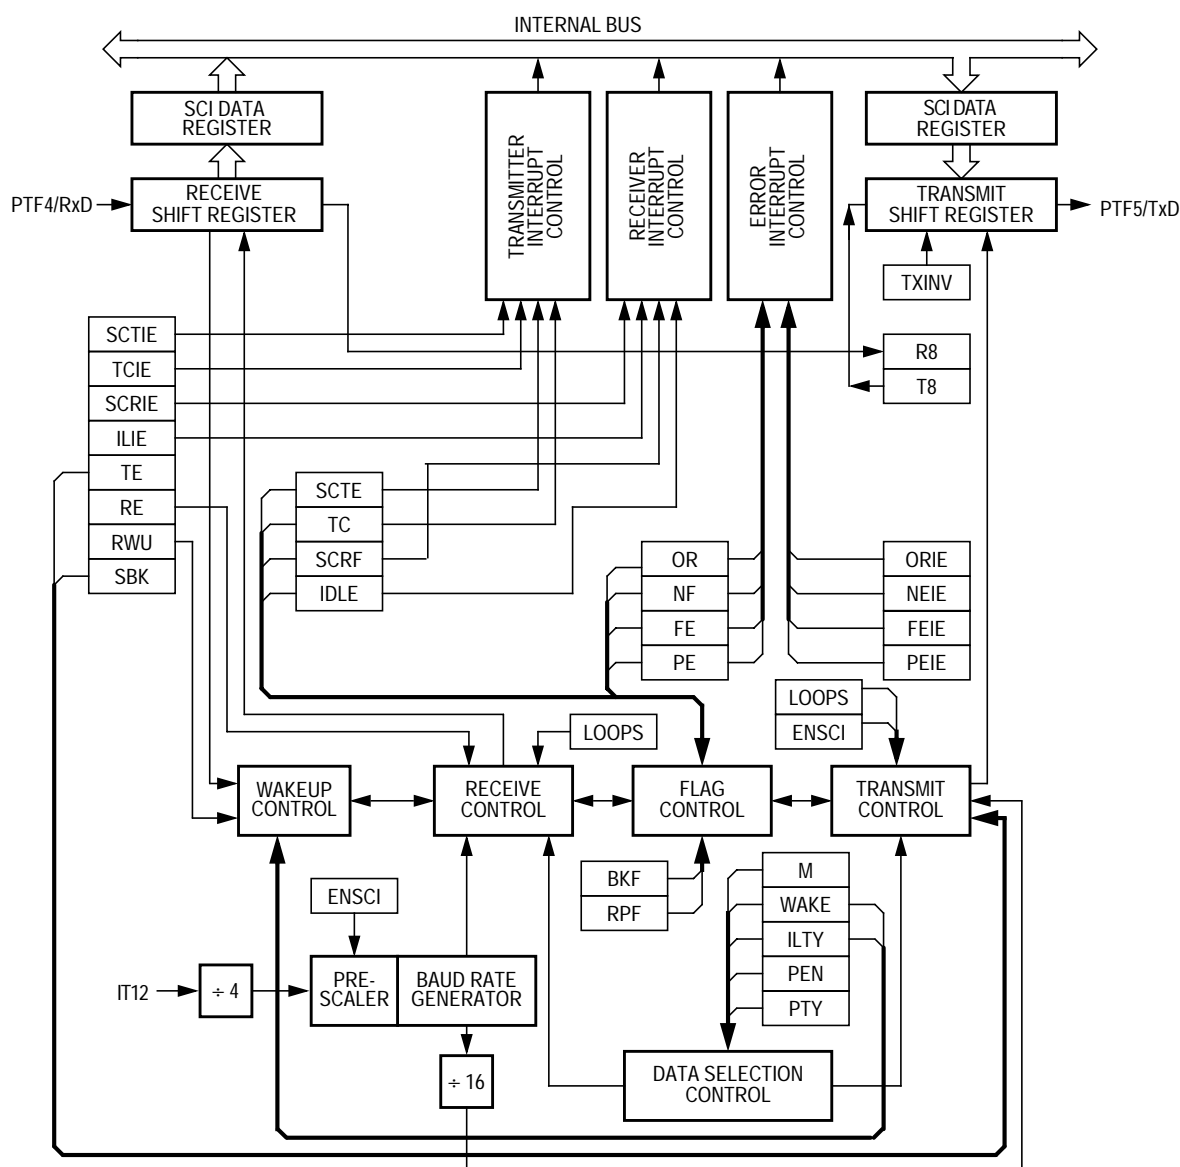 INTERNAL BUS
SCI DATA
REGISTER
RECEIVE
SHIFT REGISTER
PTF4/RxD
TRANSMITTER
INTERRUPT
CONTROL
RECEIVER
INTERRUPT
CONTROL
ERROR
INTERRUPT
CONTROL
SCI DATA
REGISTER
TRANSMIT
SHIFT REGISTER
PTF5/TxD
TXINV
R8
T8
SCTIE
TCIE
SCRIE
ILIE
TE
RE
RWU
SBK
SCTE
TC
SCRF
IDLE
OR
NF
FE
PE
ORIE
NEIE
FEIE
PEIE
LOOPS
ENSCI
LOOPS
WAKEUP
CONTROL
RECEIVE
CONTROL
FLAG
CONTROL
TRANSMIT
CONTROL
BKF
RPF
M
WAKE
ILTY
PEN
PTY
ENSCI
IT12
÷ 4
PRE-
SCALER
BAUD RATE
GENERATOR
÷ 16
DATA SELECTION
CONTROL